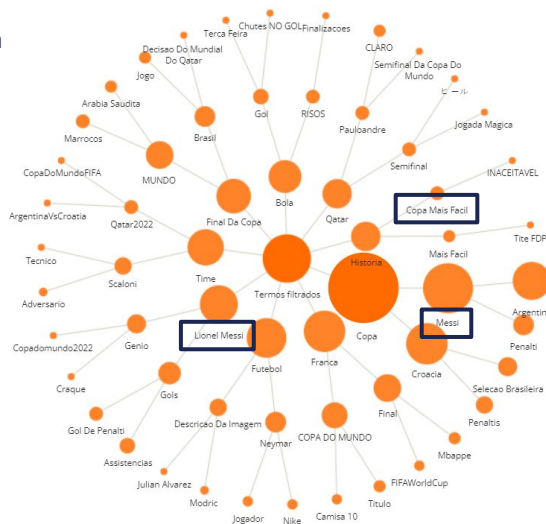 Chutes NO GOL
Terca Feira
Finalizacoes
Decisao Do Mundial
Do Qatar
CLARO
Jogo
Semifinal Da Copa Do
Mundo
Arabia Saudita
Gol
RISOS
ビール
Brasil
Pauloandre
Marrocos
Jogada Magica
MUNDO
Bola
Semifinal
CopaDoMundoFIFA
Qatar
INACEITAVEL
Final Da Copa
Copa Mais Facil
ArgentinaVsCroatia
Qatar2022
Tite FDP
Historia
Mais Facil
Tecnico
Time
Scaloni
Termos filtrados
Adversario
Argentin
Messi
Lionel Messi
Copa
Penalti
Copadomundo2022
Genio
Futebol
Franca
Croacia
Selecao Brasileira
Craque
Gols
Final
Penaltis
Gol De Penalti
Descricao Da Imagem
Neymar
COPA DO MUNDO
Mbappe
Assistencias
FIFAWorldCup
Julian Alvarez
Titulo
Modric
Camisa 10
Jogador
Nike